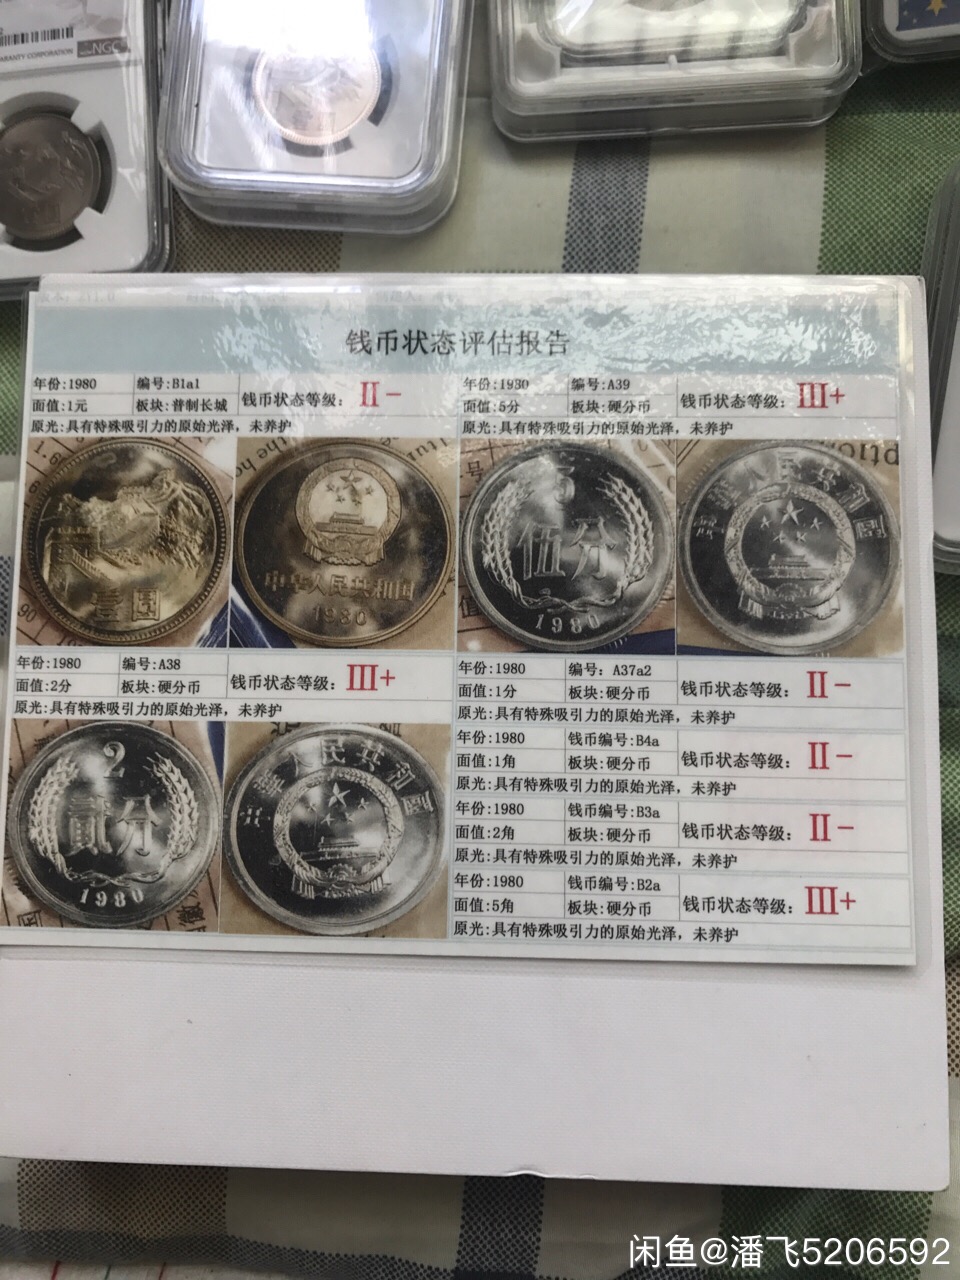 ARANTY CORPORATION NGC
钱币状态评估报告
年份:1980 编号:B1a1 钱币状态等级: II-
面值:1元 板块:普制长城
原光:具有特殊吸引力的原始光泽，未养护
年份:1930 编号:A39 钱币状态等级: III+
面值:5分 板块:硬分币
原光:具有特殊吸引力的原始光泽，未养护
壹圆
中华人民共和国
1980
5
伍分
1980
中华人民共和国
年份:1980 编号:A38 钱币状态等级: III+
面值:2分 板块:硬分币
原光:具有特殊吸引力的原始光泽，未养护
2
贰分
1980
中华人民共和国
年份:1980 编号: A37a2 钱币状态等级: II-
面值:1分 板块:硬分币
原光:具有特殊吸引力的原始光泽，未养护
年份:1980 钱币编号:B4a 钱币状态等级: II-
面值:1角 板块:硬分币
原光:具有特殊吸引力的原始光泽，未养护
年份:1980 钱币编号:B3a 钱币状态等级: II-
面值:2角 板块:硬分币
原光:具有特殊吸引力的原始光泽，未养护
年份:1980 钱币编号:B2a 钱币状态等级: III+
面值:5角 板块:硬分币
原光:具有特殊吸引力的原始光泽，未养护
闲鱼@潘飞5206592